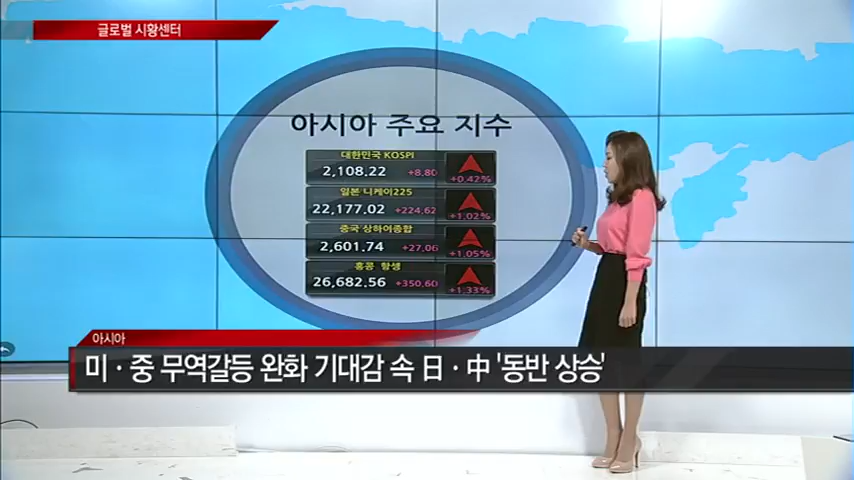 글로벌 시황센터
아시아 주요 지수
대한민국 KOSPI
2,108.22 +8.80 +0.42%
일본 니케이225
22,177.02 +224.62 +1.02%
중국 상하이종합
2,601.74 +27.06 +1.05%
홍콩 항셍
26,682.56 +350.60 +1.33%
아시아
미·중 무역갈등 완화 기대감 속 日·中 '동반 상승'